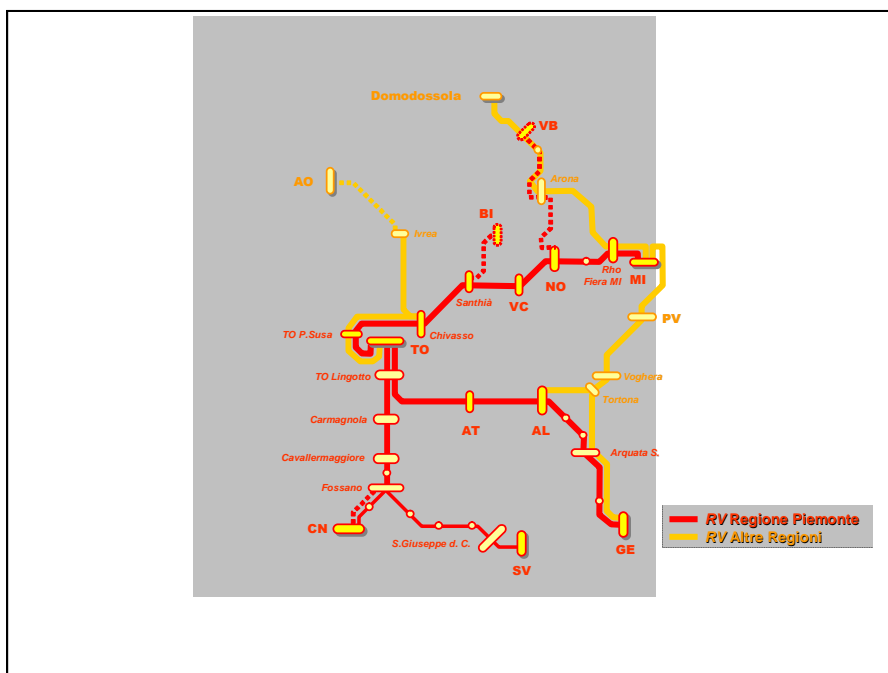 Domodossola
VB
AO
Arona
BI
Ivrea
Rho
Fiera MI
MI
NO
VC
Santhià
PV
TO P.Susa
Chivasso
TO
TO Lingotto
Voghera
Tortona
Carmagnola
AT
AL
Cavallermaggiore
Arquata S.
Fossano
CN
S.Giuseppe d. C.
SV
GE
RV Regione Piemonte
RV Altre Regioni